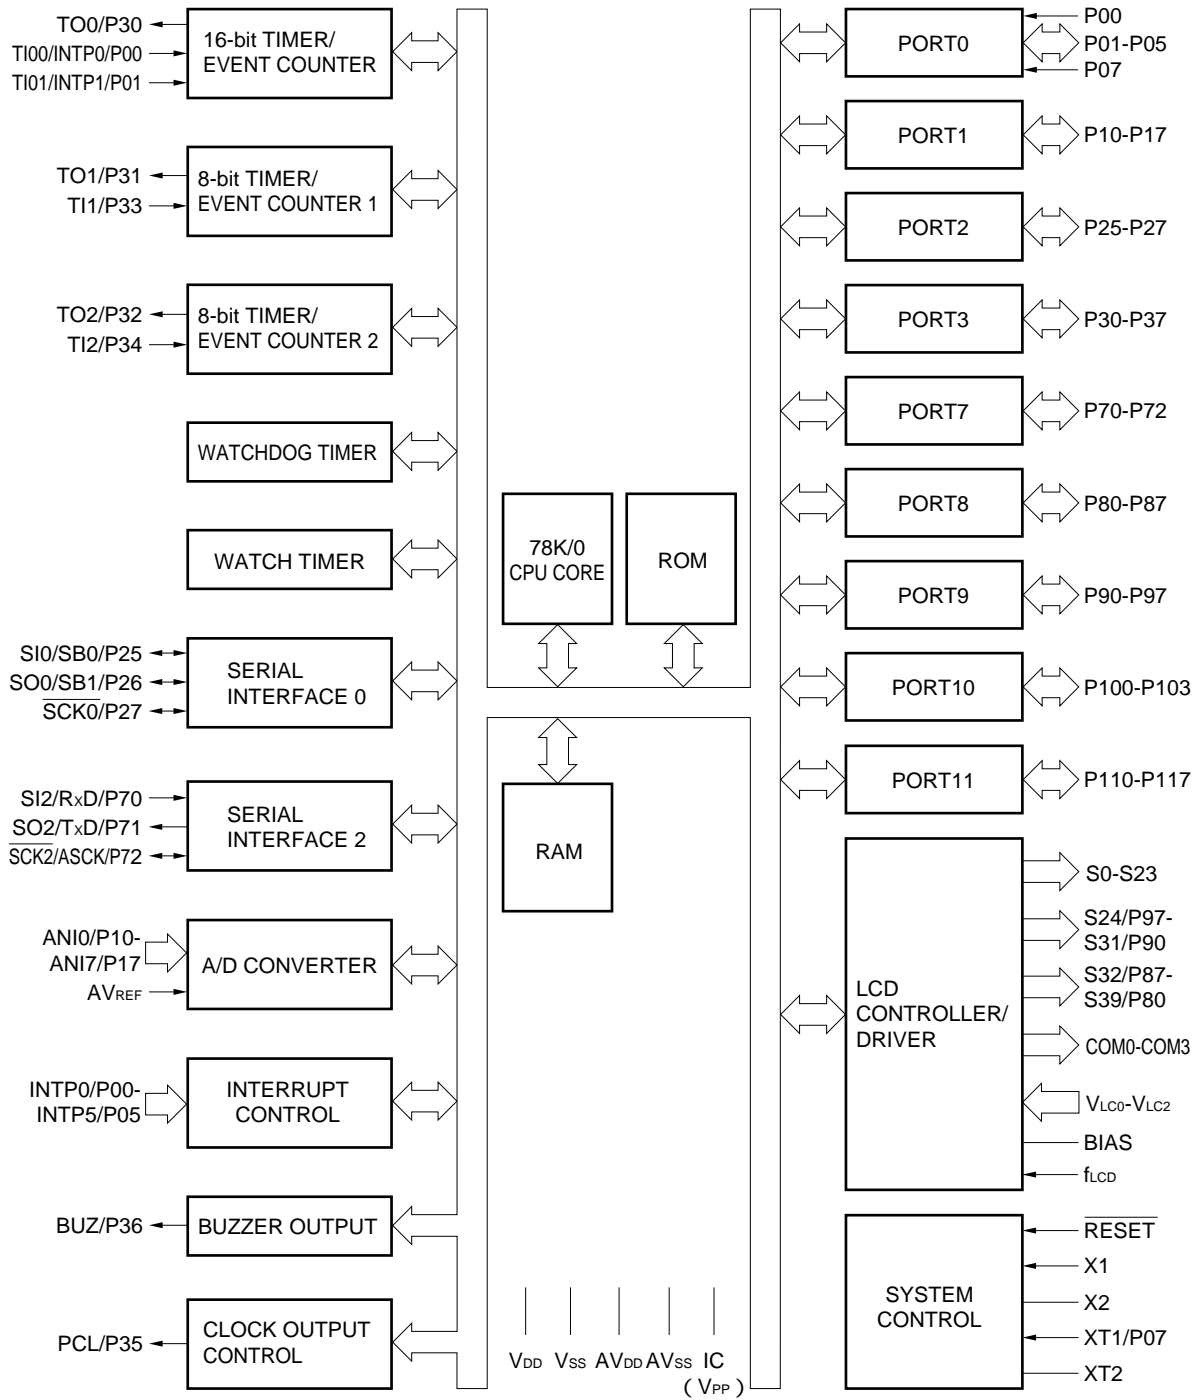 TO0/P30
TI00/INTP0/P00
TI01/INTP1/P01
16-bit TIMER/
EVENT COUNTER
TO1/P31
TI1/P33
8-bit TIMER/
EVENT COUNTER 1
TO2/P32
TI2/P34
8-bit TIMER/
EVENT COUNTER 2
WATCHDOG TIMER
WATCH TIMER
SI0/SB0/P25
SO0/SB1/P26
S̅C̅K̅0̅/P27
SERIAL
INTERFACE 0
SI2/RxD/P70
SO2/TxD/P71
S̅C̅K̅2̅/ASCK/P72
SERIAL
INTERFACE 2
ANI0/P10-
ANI7/P17
AVREF
A/D CONVERTER
INTP0/P00-
INTP5/P05
INTERRUPT
CONTROL
BUZ/P36
BUZZER OUTPUT
PCL/P35
CLOCK OUTPUT
CONTROL
78K/0
CPU CORE
ROM
RAM
VDD VSS AVDD AVSS IC
( VPP )
PORT0
P00
P01-P05
P07
PORT1
P10-P17
PORT2
P25-P27
PORT3
P30-P37
PORT7
P70-P72
PORT8
P80-P87
PORT9
P90-P97
PORT10
P100-P103
PORT11
P110-P117
LCD
CONTROLLER/
DRIVER
S0-S23
S24/P97-
S31/P90
S32/P87-
S39/P80
COM0-COM3
VLC0-VLC2
BIAS
fLCD
SYSTEM
CONTROL
R̅E̅S̅E̅T̅
X1
X2
XT1/P07
XT2